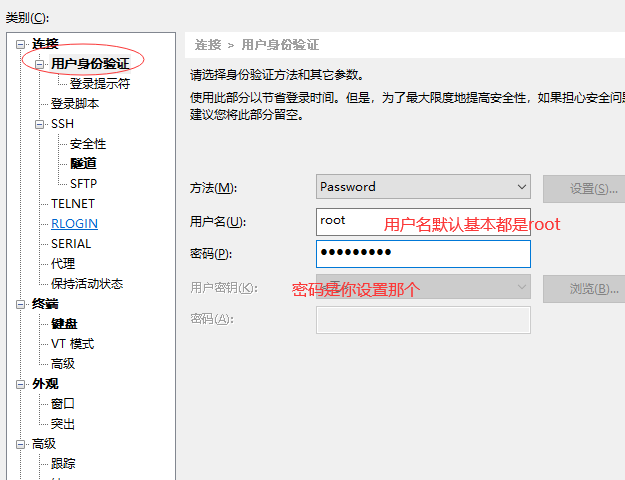 类别(C):
连接
用户身份验证
登录提示符
登录脚本
SSH
安全性
隧道
SFTP
TELNET
RLOGIN
SERIAL
代理
保持活动状态
终端
键盘
VT 模式
高级
外观
窗口
突出
高级
跟踪
连接 > 用户身份验证
请选择身份验证方法和其它参数。
使用此部分以节省登录时间。但是，为了最大限度地提高安全性，如果担心安全问
建议您将此部分留空。
方法(M): Password 设置(S)...
用户名(U): root 用户名默认基本都是root
密码(P): ●●●●●●●●●
用户密钥(K): 浏览(B)...
密码是你设置那个
密码(A):